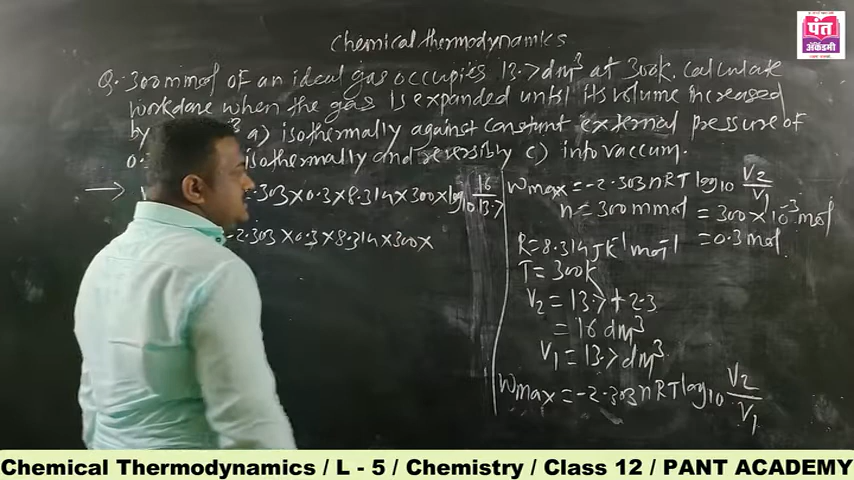 पंत
अ‍ॅकॅडमी
Chemical thermodynamics
Q. 300 mmol of an ideal gas occupies 13.7 dm³ at 300K. Calculate
workdone when the gas is expanded until its volume increased
by a) isothermally against constant external pressure of
0. isothermally and reversibly c) into vaccum.
.303×0.3×8.314×300×log₁₀ 16/13.7
-2.303×0.3×8.314×300×
Wmax = -2.303 nRT log₁₀ V2/V1
n = 300 mmol = 300×10⁻³ mol
= 0.3 mol
R = 8.314 JK⁻¹ mol⁻¹
T = 300K
V2 = 13.7+2.3
= 16 dm³
V1 = 13.7 dm³
Wmax = -2.303 nRT log₁₀ V2/V1
Chemical Thermodynamics / L - 5 / Chemistry / Class 12 / PANT ACADEMY